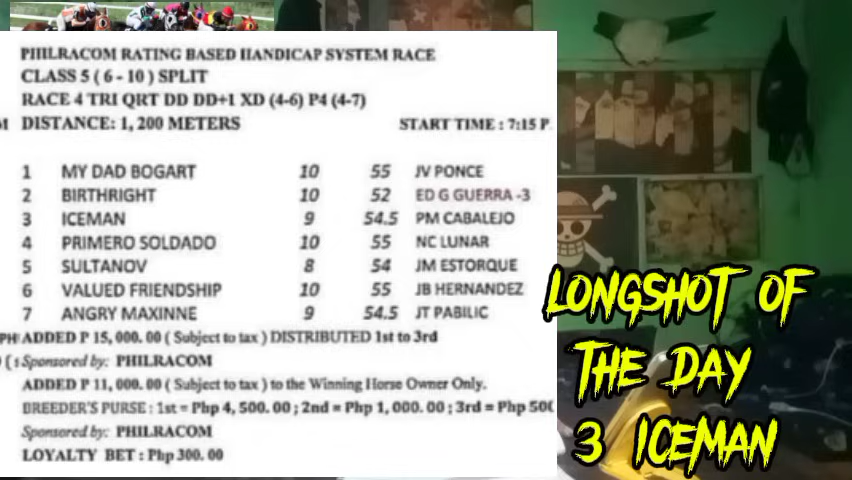 PHILRACOM RATING BASED HANDICAP SYSTEM RACE
CLASS 5 ( 6 - 10 ) SPLIT
RACE 4 TRI QRT DD DD+1 XD (4-6) P4 (4-7)
M DISTANCE: 1, 200 METERS START TIME : 7:15 P.
1 MY DAD BOGART 10 55 JV PONCE
2 BIRTHRIGHT 10 52 ED G GUERRA -3
3 ICEMAN 9 54.5 PM CABALEJO
4 PRIMERO SOLDADO 10 55 NC LUNAR
5 SULTANOV 8 54 JM ESTORQUE
6 VALUED FRIENDSHIP 10 55 JB HERNANDEZ
7 ANGRY MAXINNE 9 54.5 JT PABILIC
PH ADDED P 15, 000. 00 ( Subject to tax ) DISTRIBUTED 1st to 3rd
Sponsored by: PHILRACOM
ADDED P 11, 000. 00 ( Subject to tax ) to the Winning Horse Owner Only.
BREEDER'S PURSE : 1st = Php 4, 500. 00 ; 2nd = Php 1, 000. 00 ; 3rd = Php 500
Sponsored by: PHILRACOM
LOYALTY BET : Php 300. 00
LONGSHOT OF
THE DAY
3 ICEMAN